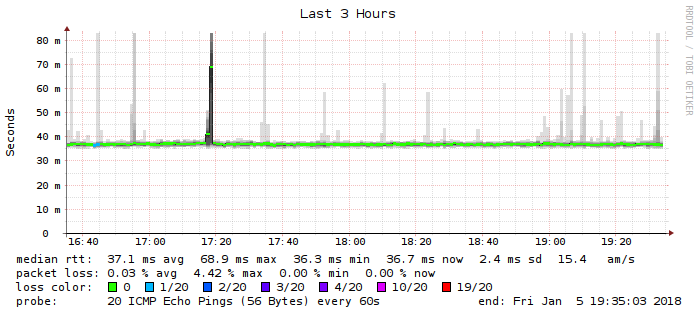 Last 3 Hours
RRDTOOL / TOBI OETIKER
Seconds
80 m
70 m
60 m
50 m
40 m
30 m
20 m
10 m
0
16:40 17:00 17:20 17:40 18:00 18:20 18:40 19:00 19:20
median rtt: 37.1 ms avg 68.9 ms max 36.3 ms min 36.7 ms now 2.4 ms sd 15.4 am/s
packet loss: 0.03 % avg 4.42 % max 0.00 % min 0.00 % now
loss color: 0 1/20 2/20 3/20 4/20 10/20 19/20
probe: 20 ICMP Echo Pings (56 Bytes) every 60s end: Fri Jan 5 19:35:03 2018